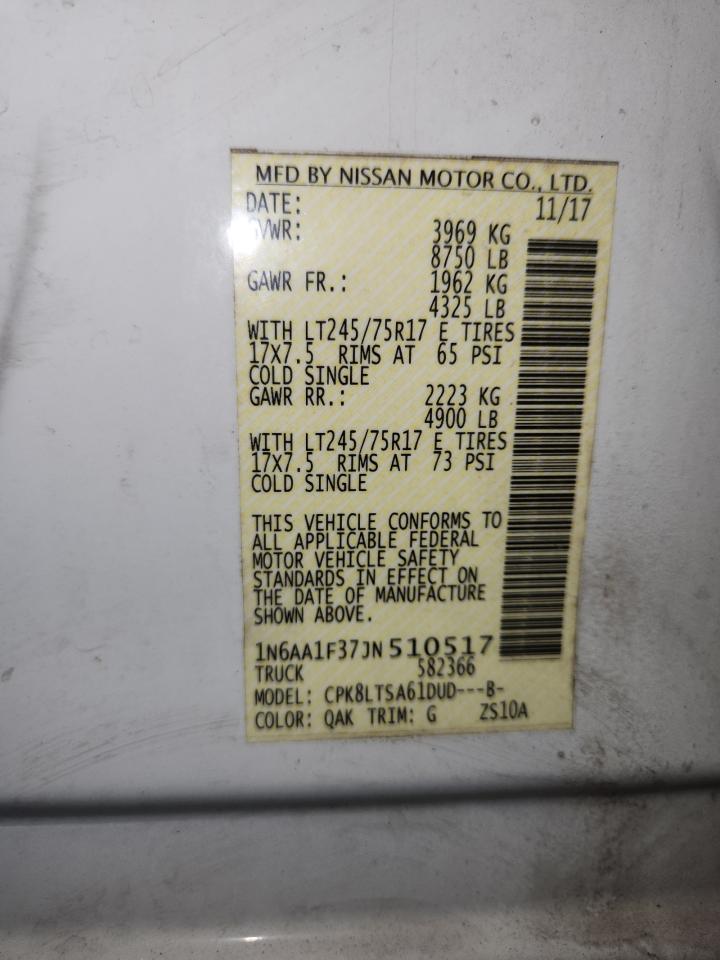 MFD BY NISSAN MOTOR CO., LTD.
DATE: 11/17
GVWR: 3969 KG
8750 LB
GAWR FR.: 1962 KG
4325 LB
WITH LT245/75R17 E TIRES
17X7.5 RIMS AT 65 PSI
COLD SINGLE
GAWR RR.: 2223 KG
4900 LB
WITH LT245/75R17 E TIRES
17X7.5 RIMS AT 73 PSI
COLD SINGLE
THIS VEHICLE CONFORMS TO
ALL APPLICABLE FEDERAL
MOTOR VEHICLE SAFETY
STANDARDS IN EFFECT ON
THE DATE OF MANUFACTURE
SHOWN ABOVE.
1N6AA1F37JN510517
TRUCK 582366
MODEL: CPK8LTSA61DUD---B-
COLOR: QAK TRIM: G ZS10A